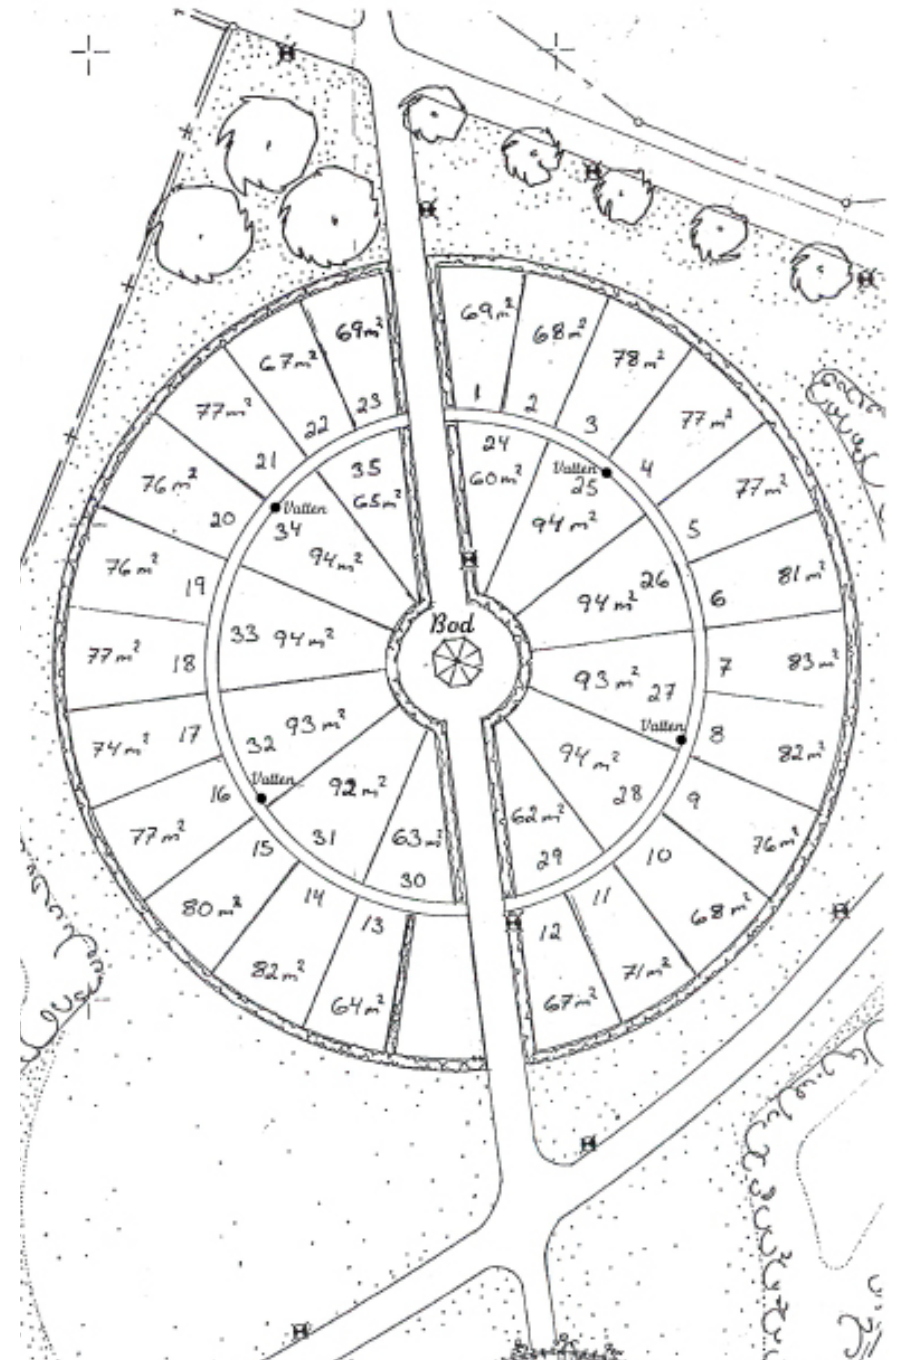 69m²
69m²
68m²
67m²
78m²
77m²
77m²
23
1
2
22
3
21
24
4
35
Vatten
76m²
60m²
25
77m²
65m²
Vatten
20
34
94m²
5
94m²
76m²
81m²
19
26
94m²
6
Bod
33
94m²
77m²
18
7
83m²
93m²
27
93m²
17
32
Vatten
8
74m²
94m²
82m²
Vatten
16
92m²
28
9
62m²
77m²
31
63m²
76m²
15
29
10
30
14
11
80m²
13
12
68m²
82m²
71m²
64m²
67m²